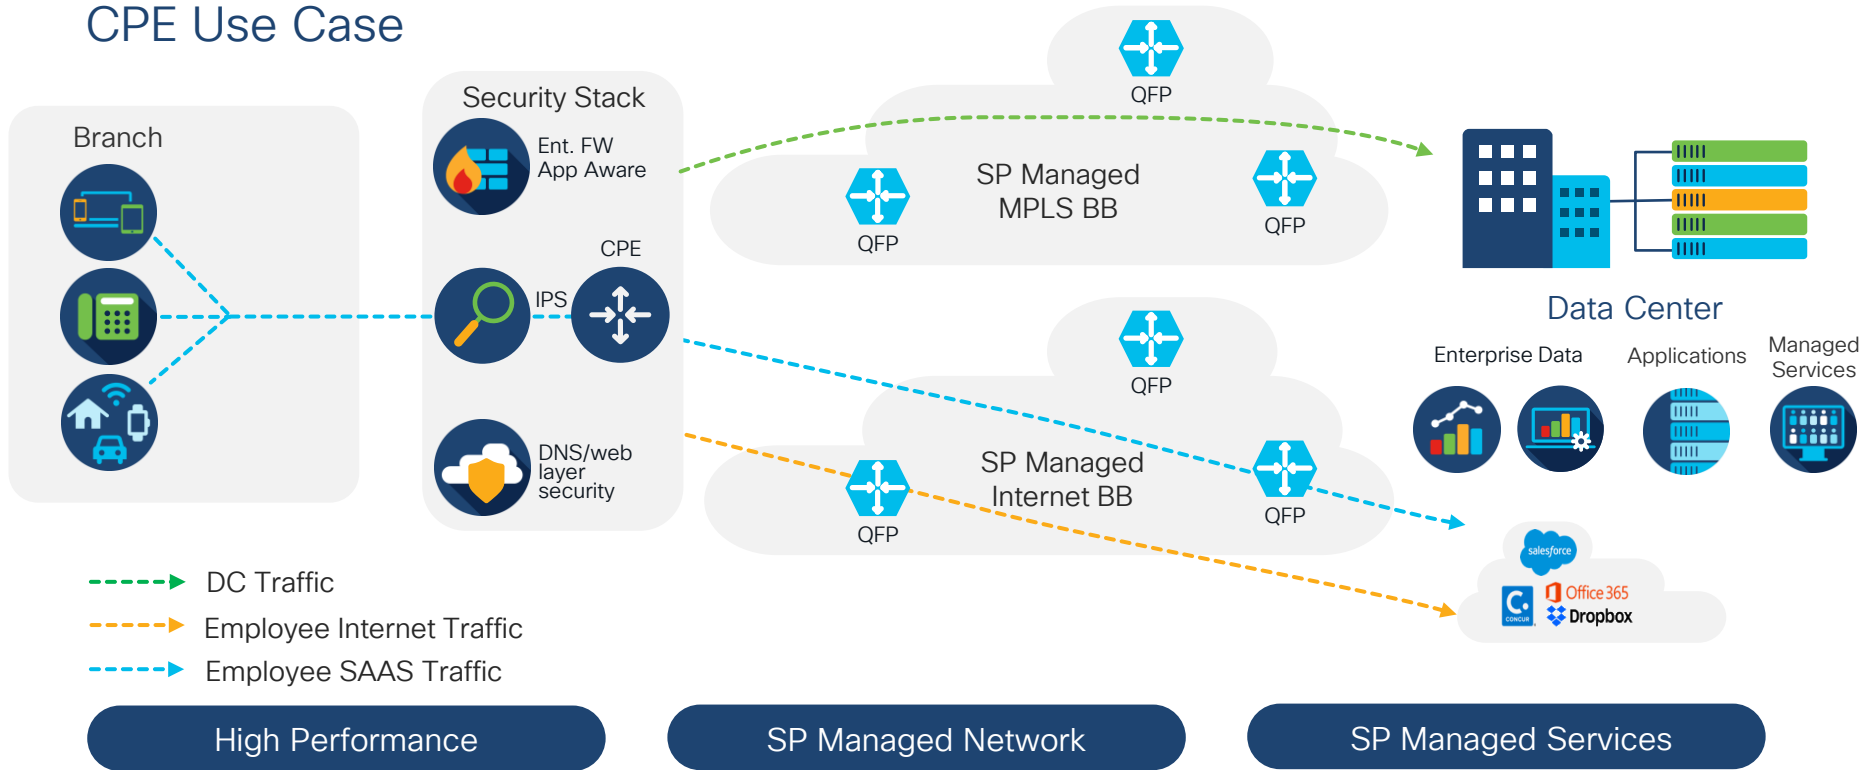 CPE Use Case
Branch
Security Stack
Ent. FW
App Aware
IPS
CPE
DNS/web
layer
security
QFP
SP Managed
MPLS BB
QFP
QFP
QFP
SP Managed
Internet BB
QFP
QFP
Data Center
Enterprise Data
Applications
Managed
Services
salesforce
C.
CONCUR
Office 365
Dropbox
DC Traffic
Employee Internet Traffic
Employee SAAS Traffic
High Performance
SP Managed Network
SP Managed Services